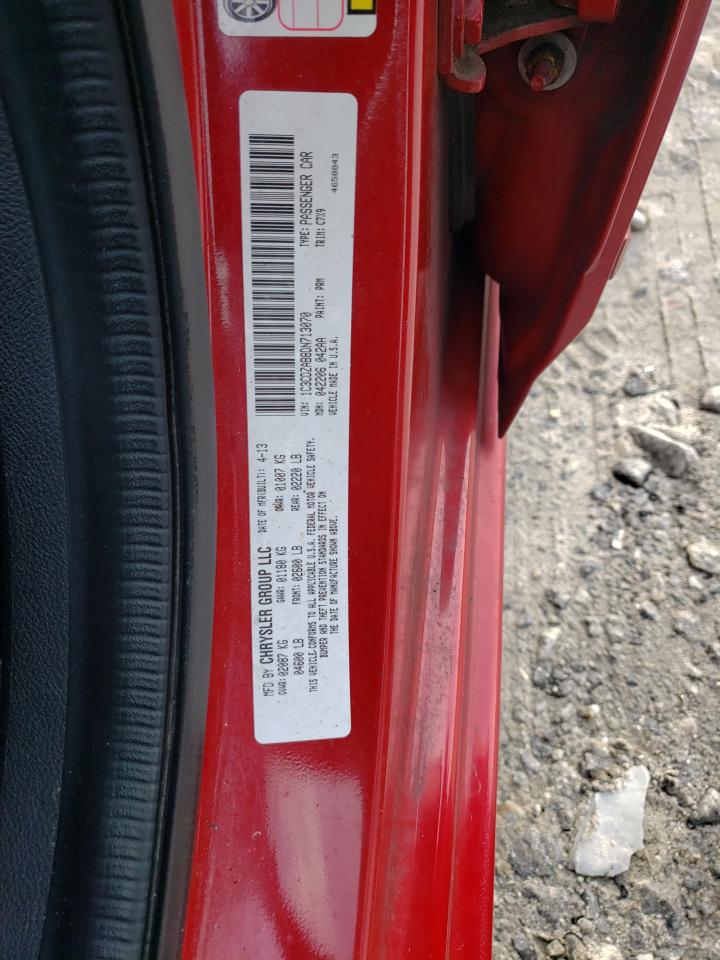 MFD BY CHRYSLER GROUP LLC DATE OF MFR(BUILT): 4-13
GVWR: 02087 KG GAWR: 01180 KG GAWR: 01007 KG
04600 LB FRONT: 02600 LB REAR: 02220 LB
THIS VEHICLE CONFORMS TO ALL APPLICABLE U.S.A. FEDERAL MOTOR VEHICLE SAFETY,
BUMPER AND THEFT PREVENTION STANDARDS IN EFFECT ON
THE DATE OF MANUFACTURE SHOWN ABOVE.
VIN: 1C3CDZAB8DN713070 TYPE: PASSENGER CAR
MDH: 042206 042AA PAINT: PRM TRIM: C7X9
VEHICLE MADE IN U.S.A. 4658843